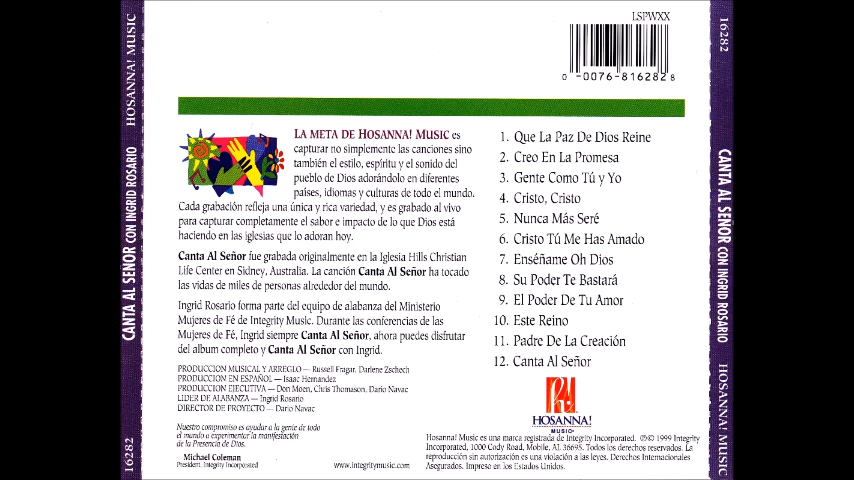 LSPWXX
0 -0076-81628 2 8
LA META DE HOSANNA! MUSIC es
capturar no simplemente las canciones sino
también el estilo, espíritu y el sonido del
pueblo de Dios adorándolo en diferentes
países, idiomas y culturas de todo el mundo.
Cada grabación refleja una única y rica variedad, y es grabado al vivo
para capturar completamente el sabor e impacto de lo que Dios está
haciendo en las iglesias que lo adoran hoy.
Canta Al Señor fue grabada originalmente en la Iglesia Hills Christian
Life Center en Sidney, Australia. La canción Canta Al Señor ha tocado
las vidas de miles de personas alrededor del mundo.
Ingrid Rosario forma parte del equipo de alabanza del Ministerio
Mujeres de Fé de Integrity Music. Durante las conferencias de las
Mujeres de Fé, Ingrid siempre Canta Al Señor, ahora puedes disfrutar
del album completo y Canta Al Señor con Ingrid.
PRODUCCION MUSICAL Y ARREGLO — Russell Fragar, Darlene Zschech
PRODUCCION EN ESPAÑOL — Isaac Hernandez
PRODUCCION EJECUTIVA — Don Moen, Chris Thomason, Dario Navac
LIDER DE ALABANZA — Ingrid Rosario
DIRECTOR DE PROYECTO — Dario Navac
Nuestro compromiso es ayudar a la gente de todo
el mundo a experimentar la manifestación
de la Presencia de Dios.
Michael Coleman
President, Integrity Incorporated
www.integritymusic.com
1. Que La Paz De Dios Reine
2. Creo En La Promesa
3. Gente Como Tú y Yo
4. Cristo, Cristo
5. Nunca Más Seré
6. Cristo Tú Me Has Amado
7. Enséñame Oh Dios
8. Su Poder Te Bastará
9. El Poder De Tu Amor
10. Este Reino
11. Padre De La Creación
12. Canta Al Señor
HOSANNA!
MUSIC
Hosanna! Music es una marca registrada de Integrity Incorporated. ℗© 1999 Integrity
Incorporated, 1000 Cody Road, Mobile, AL 36695. Todos los derechos reservados. La
reproducción sin autorización es una violación a las leyes. Derechos Internacionales
Asegurados. Impreso en los Estados Unidos.
16282 CANTA AL SEÑOR CON INGRID ROSARIO HOSANNA! MUSIC
16282 CANTA AL SEÑOR CON INGRID ROSARIO HOSANNA! MUSIC